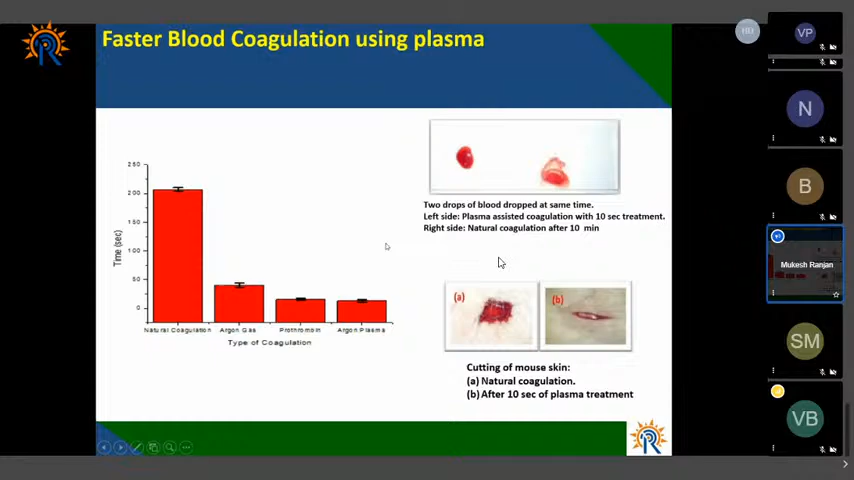 Faster Blood Coagulation using plasma
HD
VP
N
B
Mukesh Ranjan
SM
VB
250
200
150
100
50
0
Time (sec)
Natural Coagulation
Argon Gas
Prothrombin
Argon Plasma
Type of Coagulation
Two drops of blood dropped at same time.
Left side: Plasma assisted coagulation with 10 sec treatment.
Right side: Natural coagulation after 10 min
(a)
(b)
Cutting of mouse skin:
(a) Natural coagulation.
(b) After 10 sec of plasma treatment